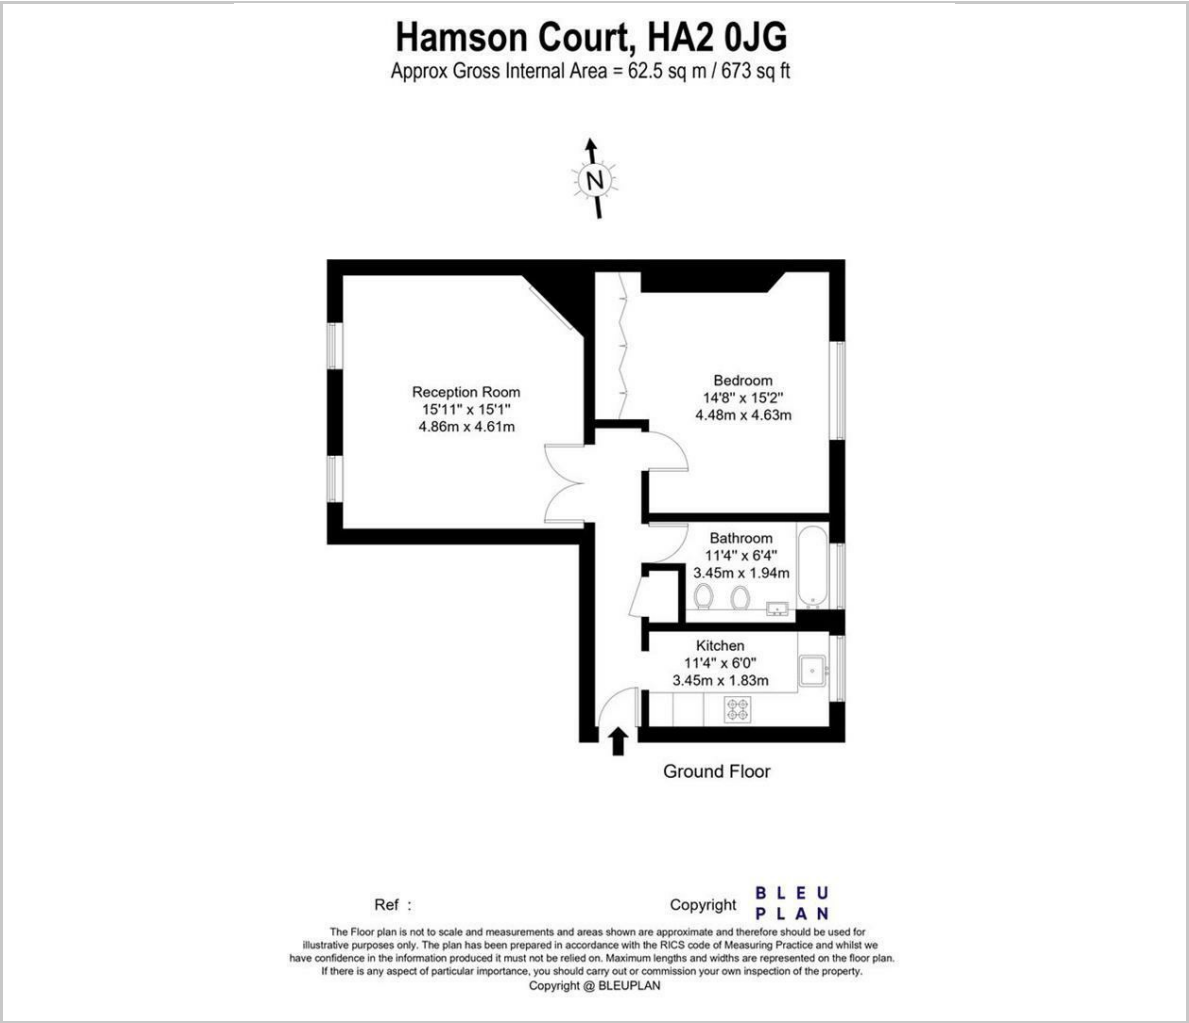 Hamson Court, HA2 0JG
Approx Gross Internal Area = 62.5 sq m / 673 sq ft
N
Reception Room
15'11" x 15'1"
4.86m x 4.61m
Bedroom
14'8" x 15'2"
4.48m x 4.63m
Bathroom
11'4" x 6'4"
3.45m x 1.94m
Kitchen
11'4" x 6'0"
3.45m x 1.83m
Ground Floor
Ref :
Copyright
BLEU
PLAN
The Floor plan is not to scale and measurements and areas shown are approximate and therefore should be used for
illustrative purposes only. The plan has been prepared in accordance with the RICS code of Measuring Practice and whilst we
have confidence in the information produced it must not be relied on. Maximum lengths and widths are represented on the floor plan.
If there is any aspect of particular importance, you should carry out or commission your own inspection of the property.
Copyright @ BLEUPLAN